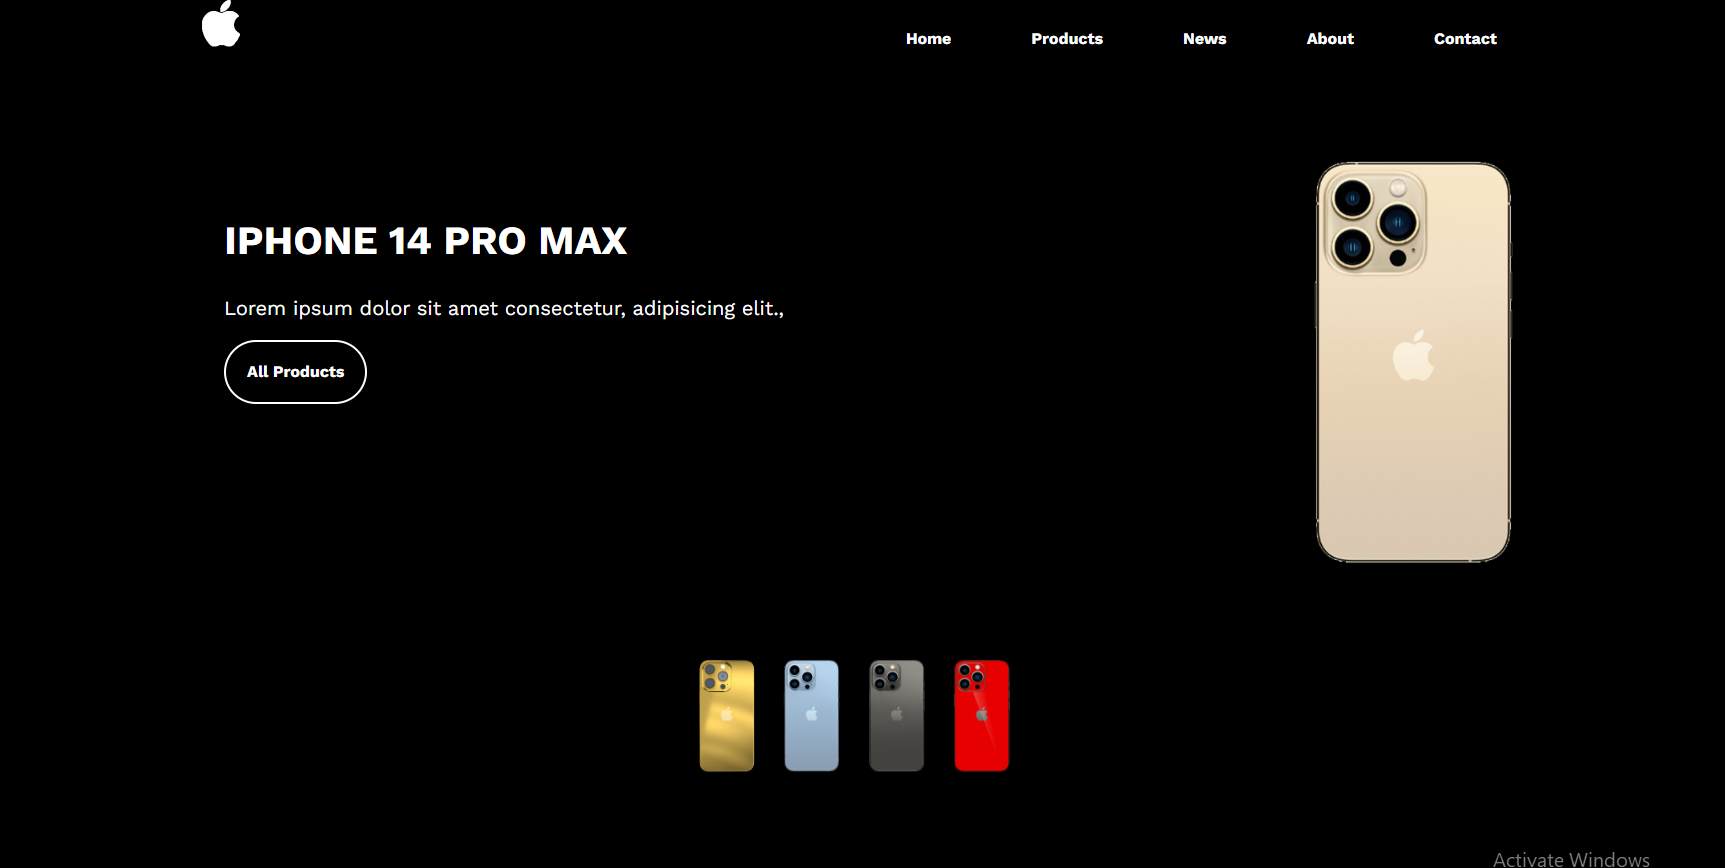 Home Products News About Contact
IPHONE 14 PRO MAX
Lorem ipsum dolor sit amet consectetur, adipisicing elit.,
All Products
Activate Windows